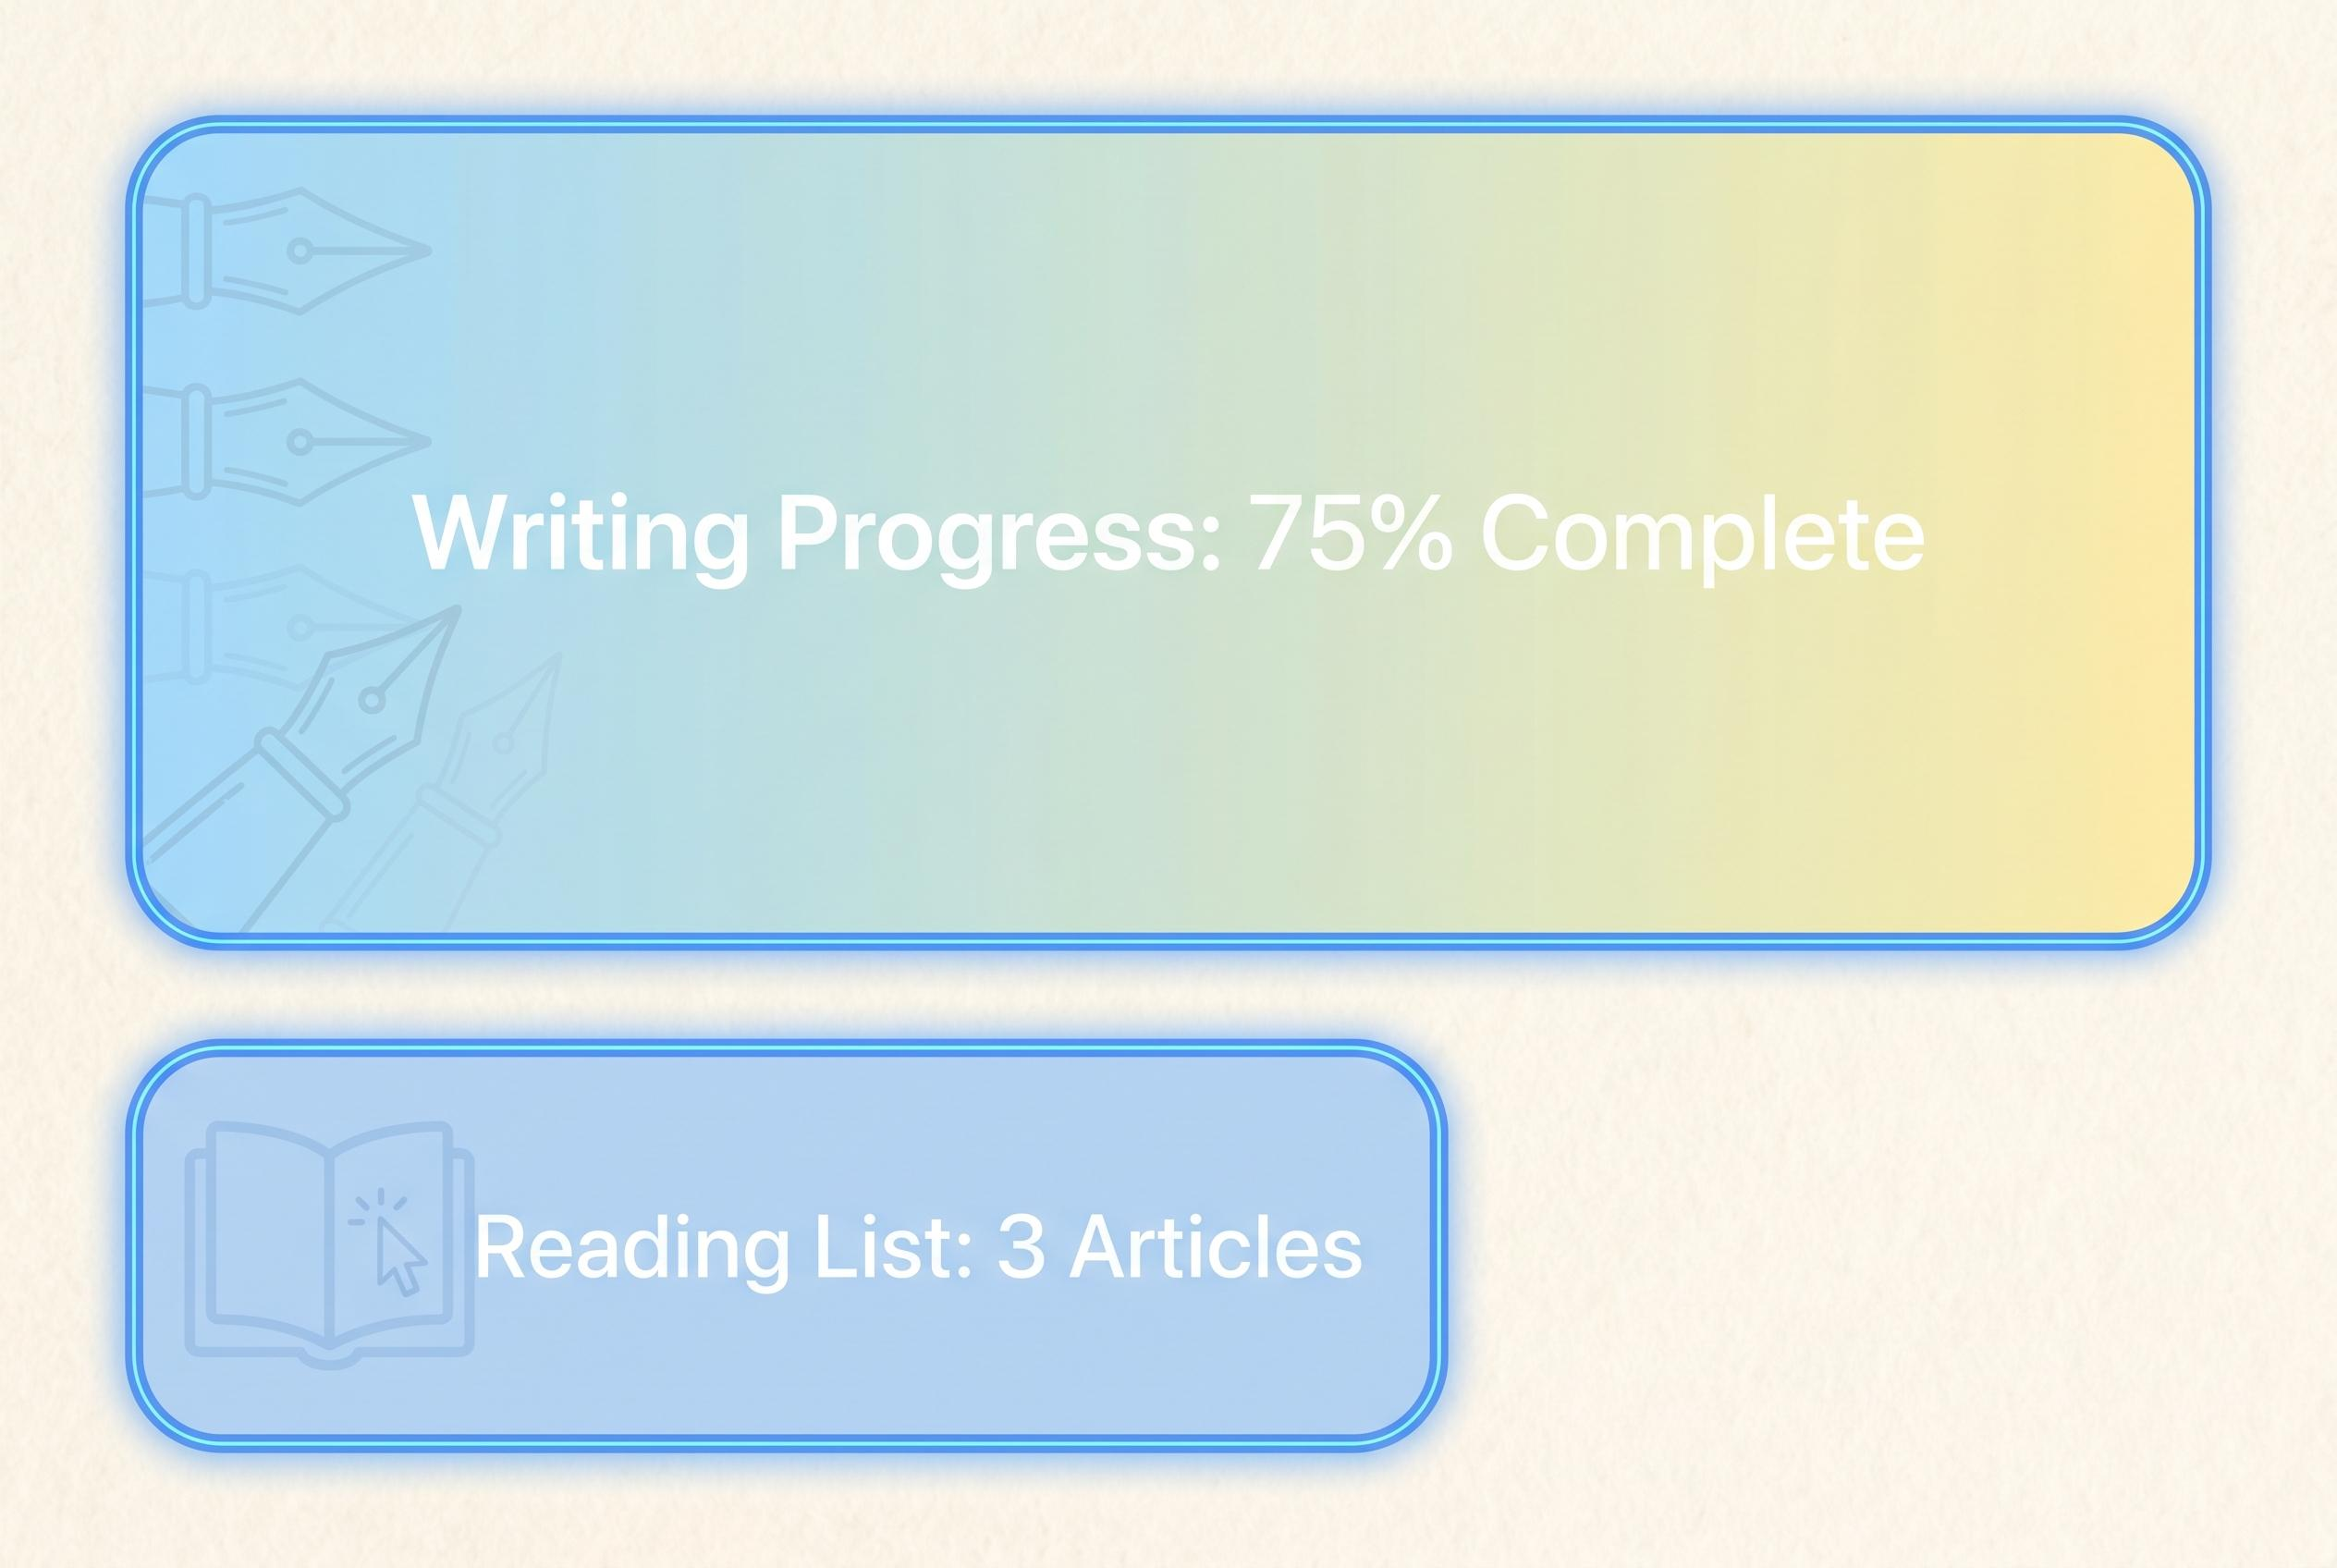 Writing Progress: 75% Complete
Reading List: 3 Articles